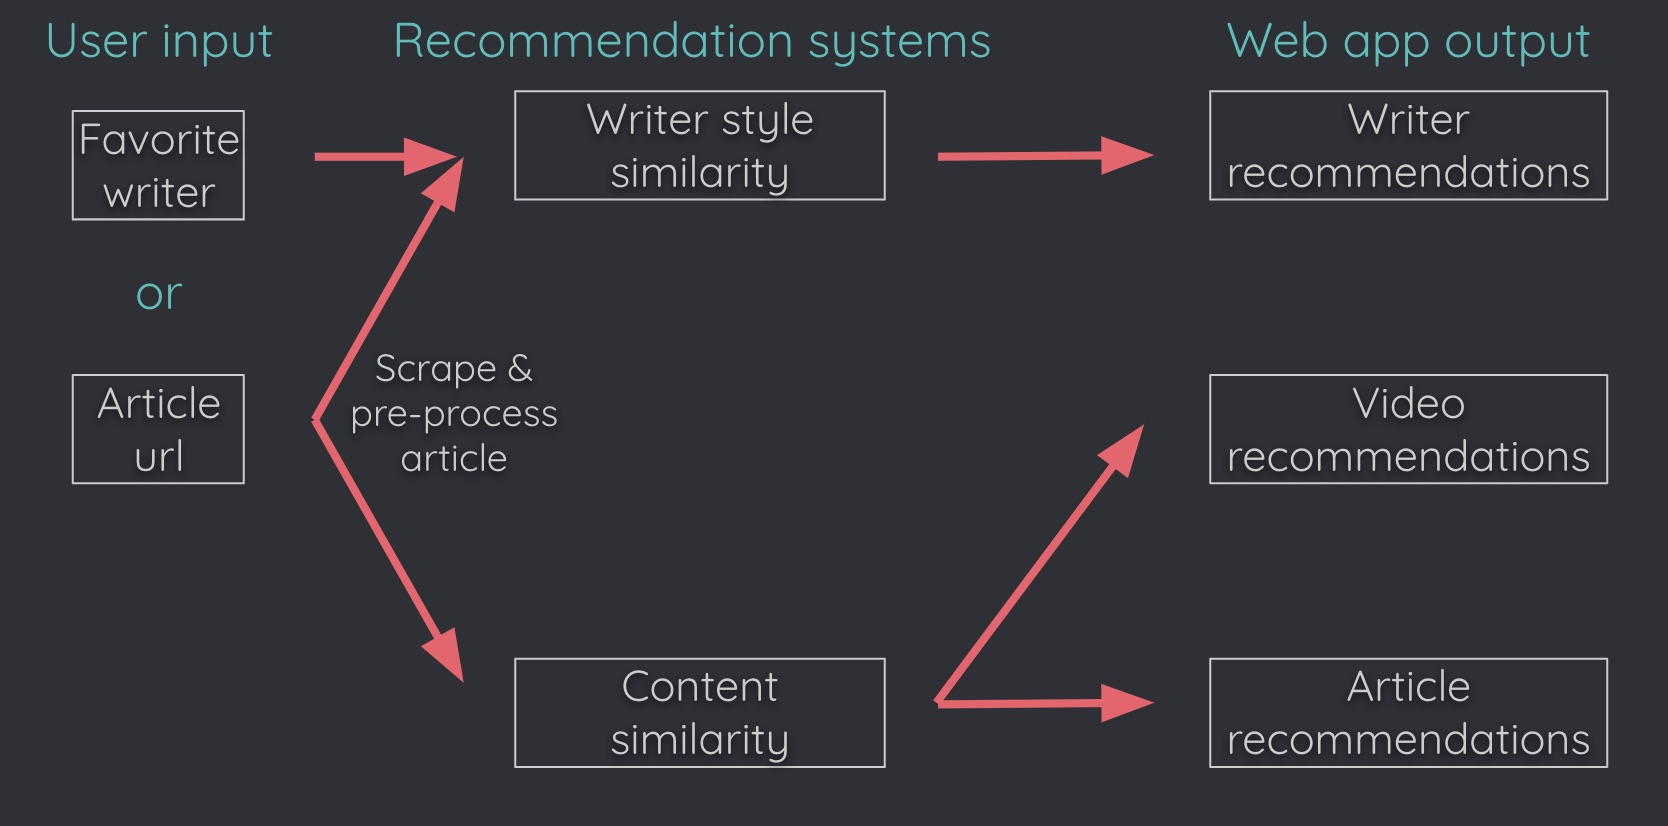 User input
Recommendation systems
Web app output
Favorite
writer
Writer style
similarity
Writer
recommendations
or
Article
url
Scrape &
pre-process
article
Video
recommendations
Content
similarity
Article
recommendations